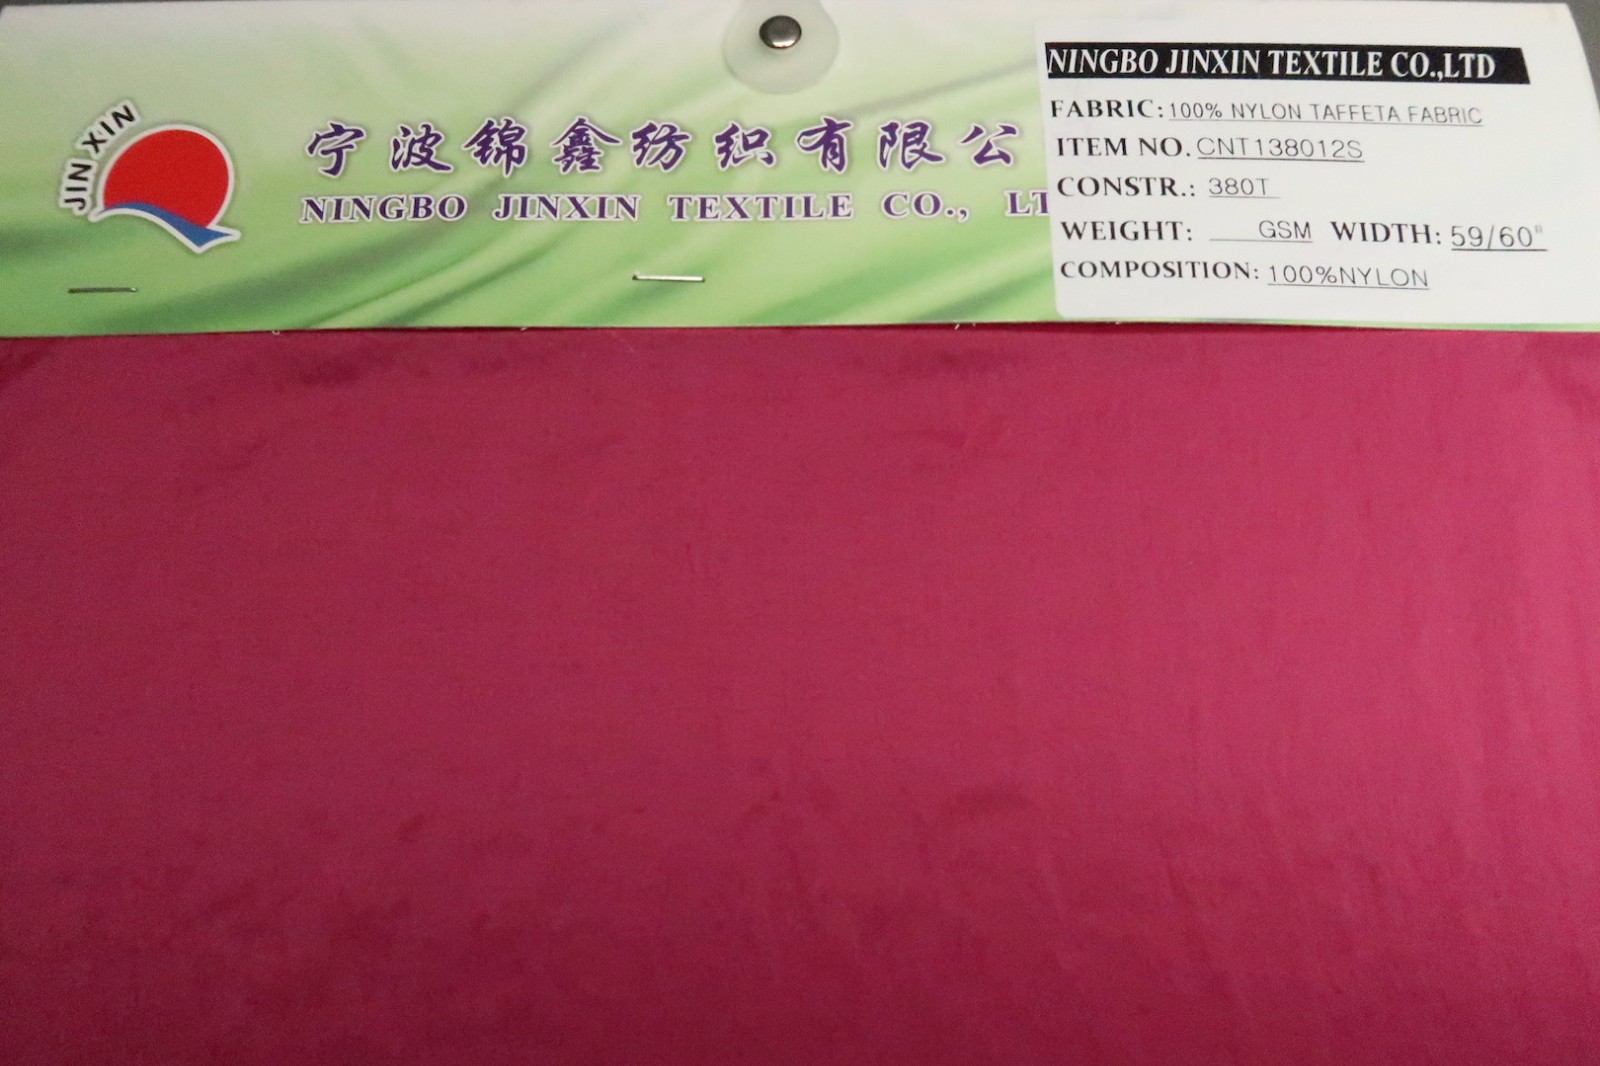 JIN XIN
宁波锦鑫纺织有限公
NINGBO JINXIN TEXTILE CO., LT
NINGBO JINXIN TEXTILE CO.,LTD
FABRIC: 100% NYLON TAFFETA FABRIC
ITEM NO. CNT138012S
CONSTR.: 380T
WEIGHT: GSM WIDTH: 59/60"
COMPOSITION: 100%NYLON